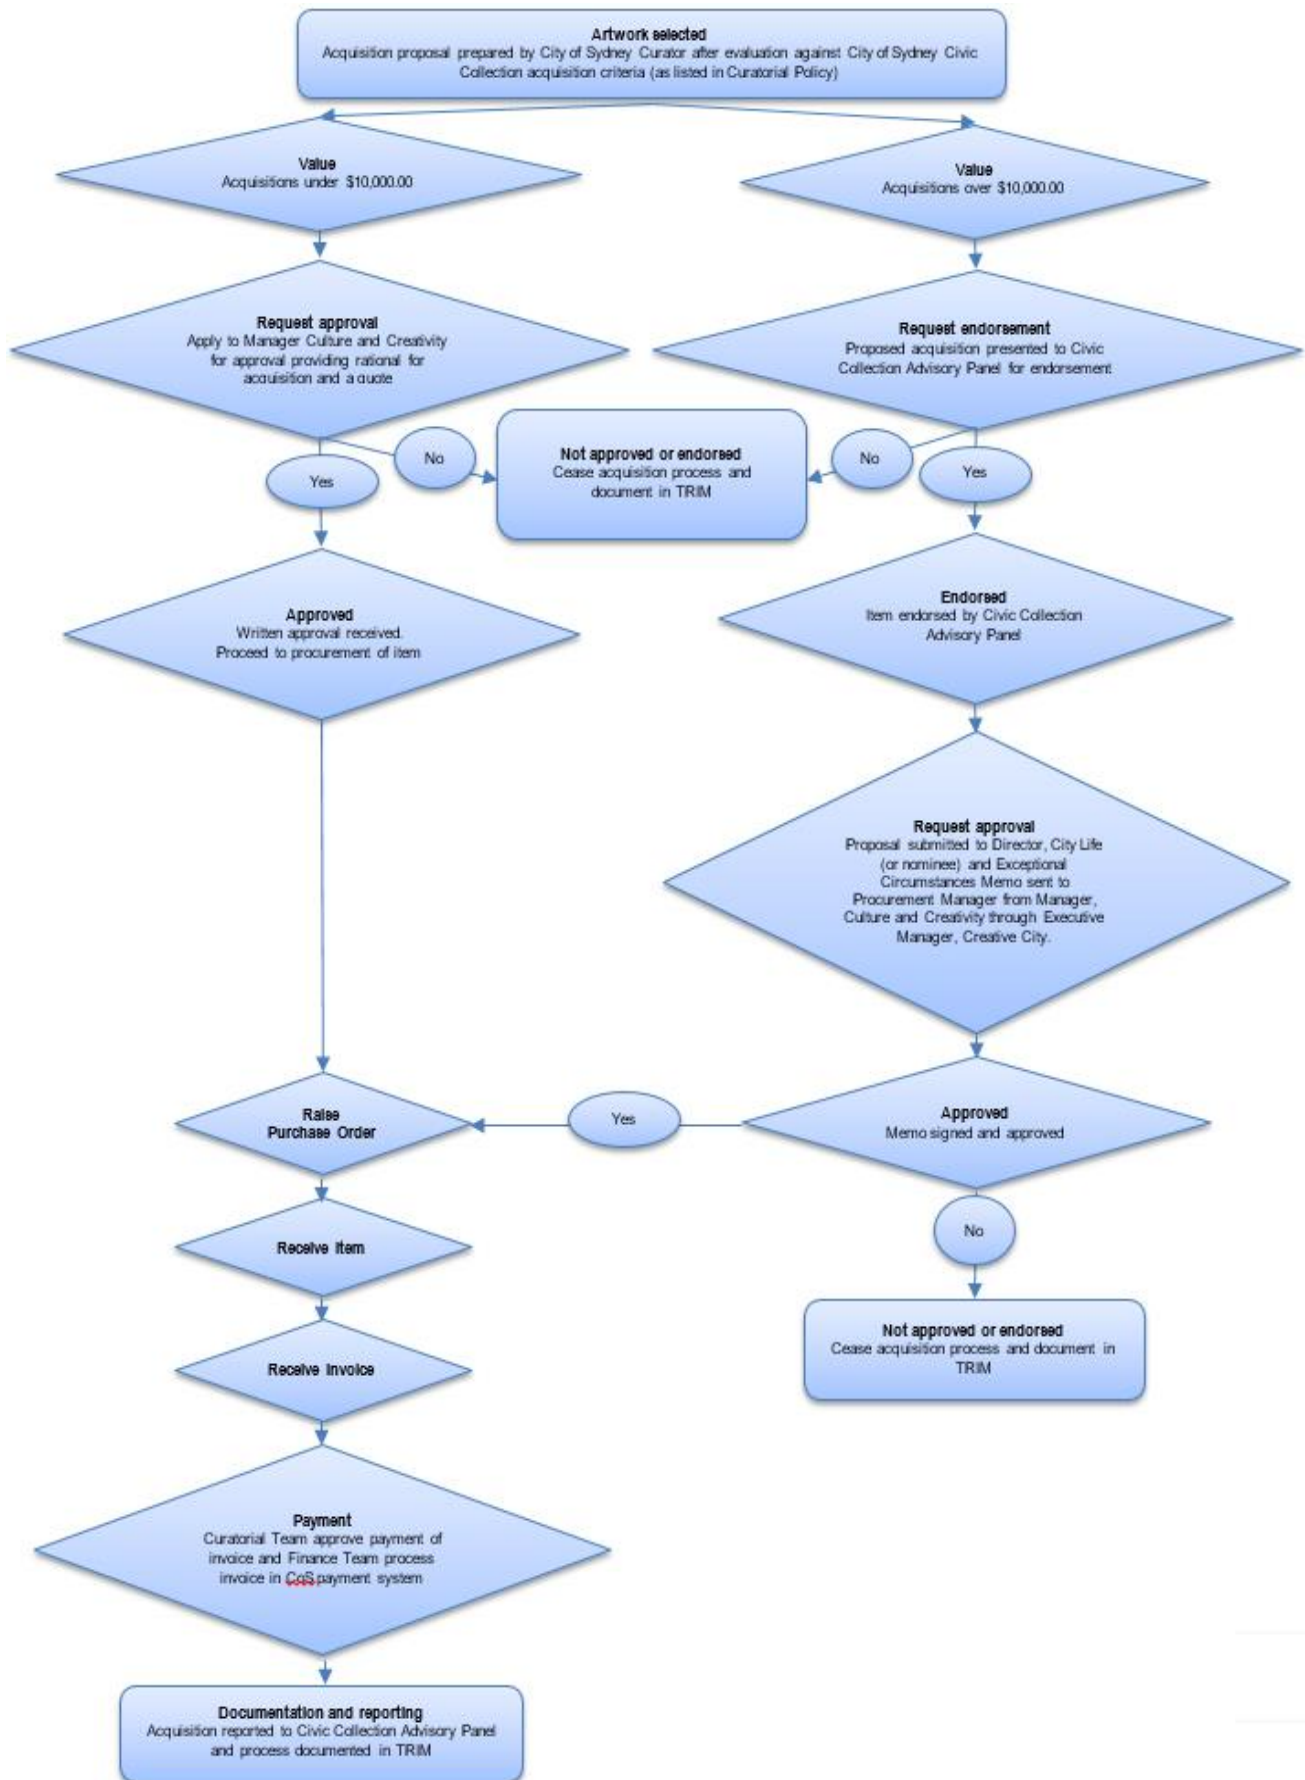 Artwork selected
Acquisition proposal prepared by City of Sydney Curator after evaluation against City of Sydney Civic
Collection acquisition criteria (as listed in Curatorial Policy)
Value
Acquisitions under $10,000.00
Value
Acquisitions over $10,000.00
Request approval
Apply to Manager Culture and Creativity
for approval providing rational for
acquisition and a quote
Request endorsement
Proposed acquisition presented to Civic
Collection Advisory Panel for endorsement
No
Not approved or endorsed
Cease acquisition process and
document in TRIM
No
Yes
Yes
Approved
Written approval received.
Proceed to procurement of item
Endorsed
Item endorsed by Civic Collection
Advisory Panel
Request approval
Proposal submitted to Director, City Life
(or nominee) and Exceptional
Circumstances Memo sent to
Procurement Manager from Manager,
Culture and Creativity through Executive
Manager, Creative City.
Raise
Purchase Order
Yes
Approved
Memo signed and approved
No
Receive Item
Not approved or endorsed
Cease acquisition process and document in
TRIM
Receive Invoice
Payment
Curatorial Team approve payment of
invoice and Finance Team process
invoice in CoS payment system
Documentation and reporting
Acquisition reported to Civic Collection Advisory Panel
and process documented in TRIM